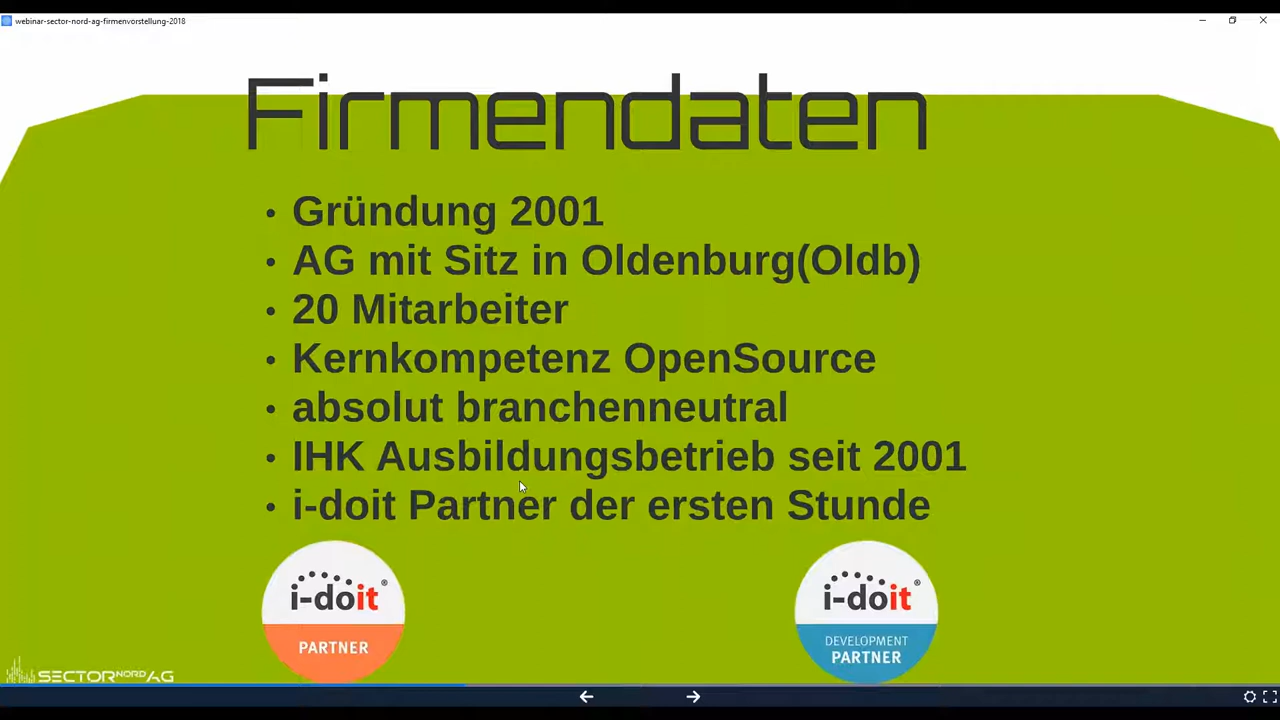 webinar-sector-nord-ag-firmenvorstellung-2018
Firmendaten
• Gründung 2001
• AG mit Sitz in Oldenburg(Oldb)
• 20 Mitarbeiter
• Kernkompetenz OpenSource
• absolut branchenneutral
• IHK Ausbildungsbetrieb seit 2001
• i-doit Partner der ersten Stunde
i-doit®
PARTNER
i-doit®
DEVELOPMENT
PARTNER
SECTOR NORD AG